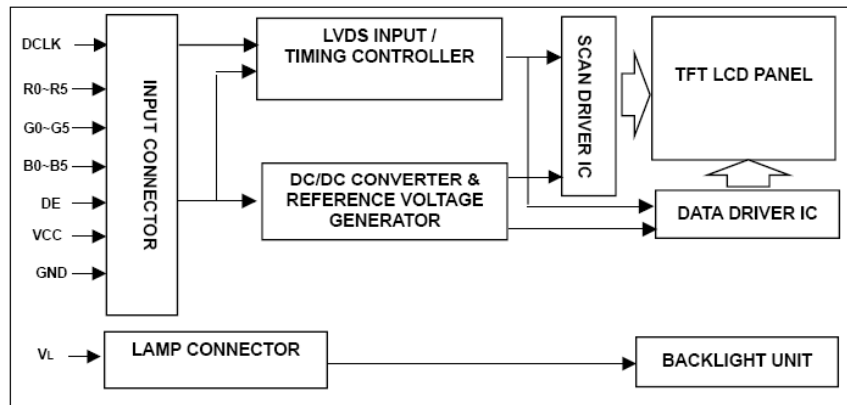 DCLK
R0~R5
G0~G5
B0~B5
DE
VCC
GND
INPUT CONNECTOR
LVDS INPUT /
TIMING CONTROLLER
DC/DC CONVERTER &
REFERENCE VOLTAGE
GENERATOR
SCAN DRIVER IC
TFT LCD PANEL
DATA DRIVER IC
VL
LAMP CONNECTOR
BACKLIGHT UNIT